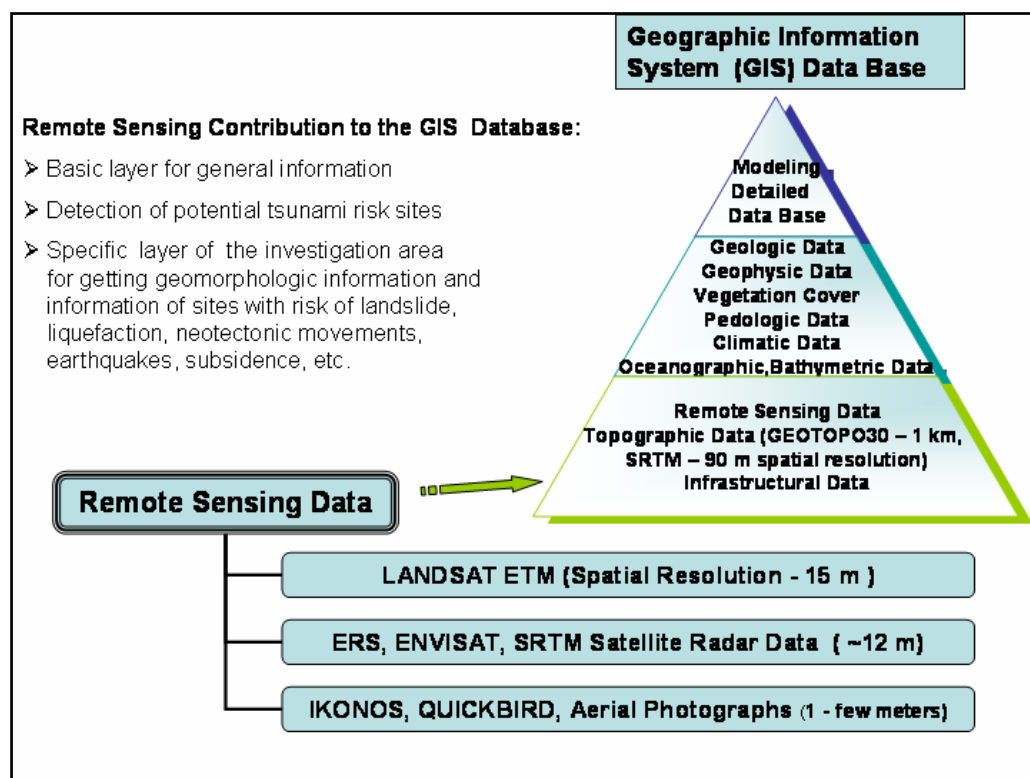 Geographic Information
System (GIS) Data Base
Remote Sensing Contribution to the GIS Database:
➢ Basic layer for general information
➢ Detection of potential tsunami risk sites
➢ Specific layer of the investigation area
for getting geomorphologic information and
information of sites with risk of landslide,
liquefaction, neotectonic movements,
earthquakes, subsidence, etc.
Modeling,
Detailed
Data Base
Geologic Data
Geophysic Data
Vegetation Cover
Pedologic Data
Climatic Data
Oceanographic,Bathymetric Data.
Remote Sensing Data
Topographic Data (GEOTOPO30 – 1 km,
SRTM – 90 m spatial resolution)
Infrastructural Data
Remote Sensing Data
LANDSAT ETM (Spatial Resolution - 15 m )
ERS, ENVISAT, SRTM Satellite Radar Data ( ~12 m)
IKONOS, QUICKBIRD, Aerial Photographs (1 - few meters)